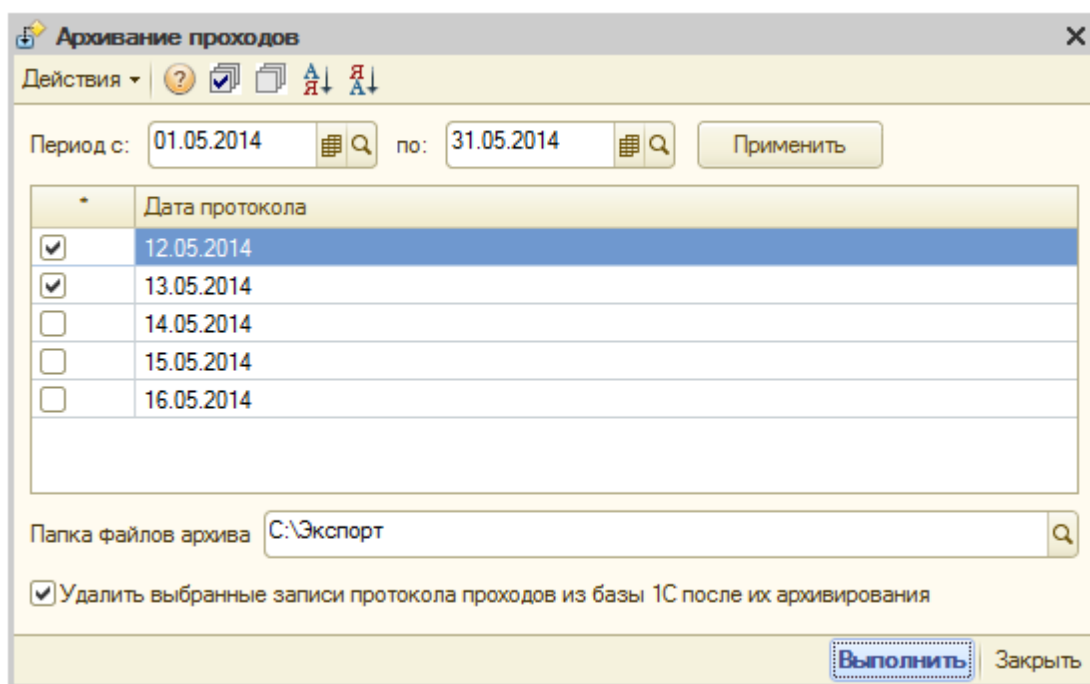 Архивание проходов
Действия
Период с: 01.05.2014 по: 31.05.2014 Применить
* Дата протокола
12.05.2014
13.05.2014
14.05.2014
15.05.2014
16.05.2014
Папка файлов архива C:\Экспорт
Удалить выбранные записи протокола проходов из базы 1С после их архивирования
Выполнить Закрыть